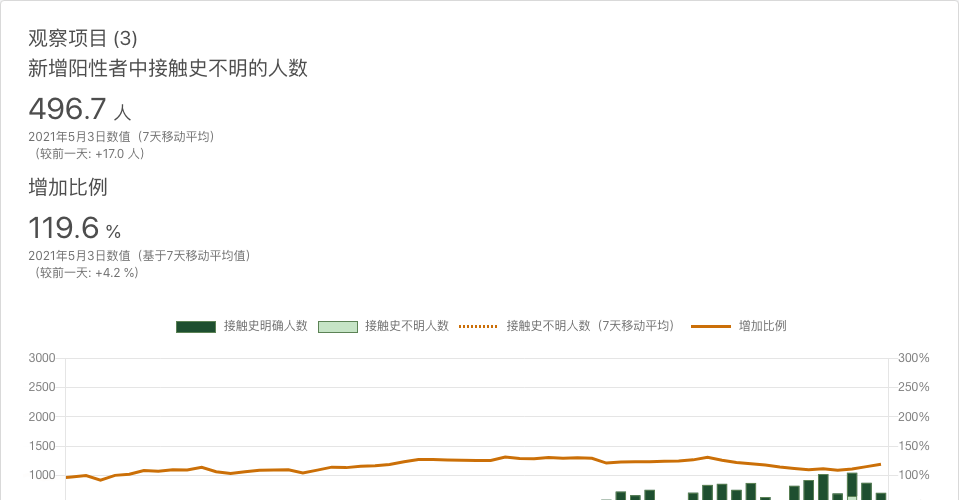 观察项目 (3)
新增阳性者中接触史不明的人数
496.7 人
2021年5月3日数值（7天移动平均）
（较前一天: +17.0 人）
增加比例
119.6 %
2021年5月3日数值（基于7天移动平均值）
（较前一天: +4.2 %）
接触史明确人数 接触史不明人数 接触史不明人数（7天移动平均） 增加比例
3000 300%
2500 250%
2000 200%
1500 150%
1000 100%